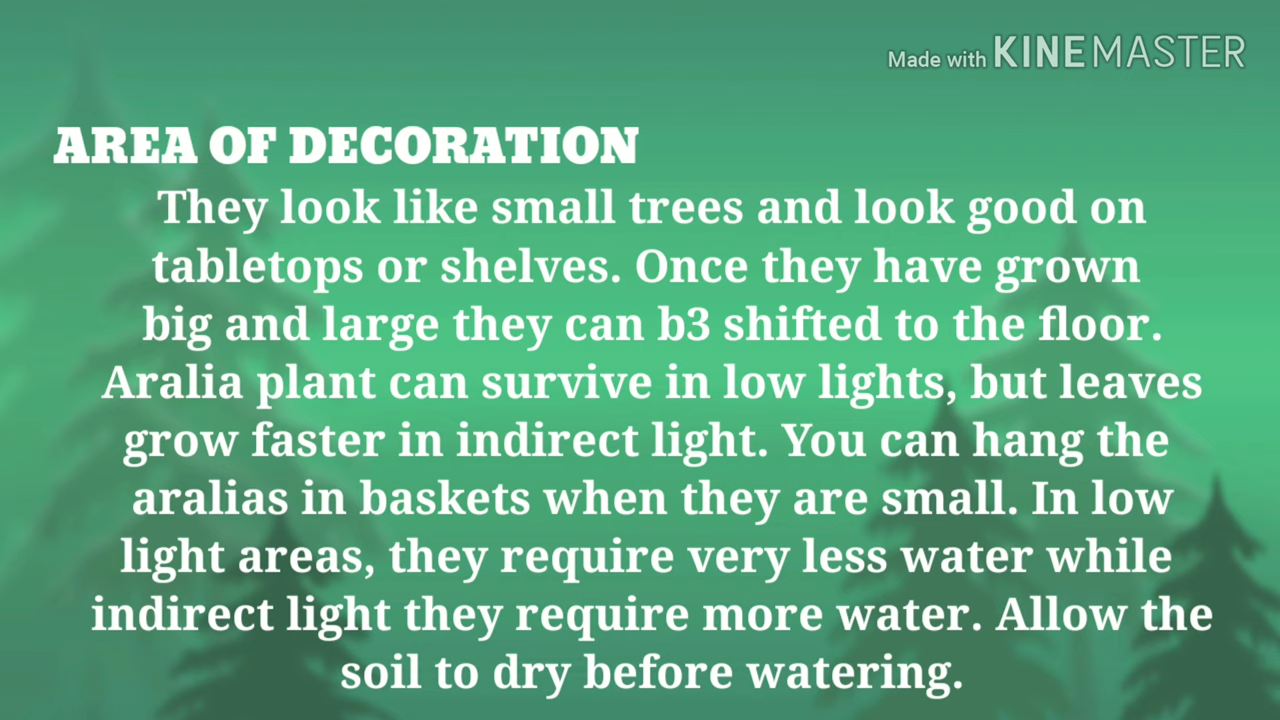 Made with KINEMASTER
AREA OF DECORATION
They look like small trees and look good on
tabletops or shelves. Once they have grown
big and large they can b3 shifted to the floor.
Aralia plant can survive in low lights, but leaves
grow faster in indirect light. You can hang the
aralias in baskets when they are small. In low
light areas, they require very less water while
indirect light they require more water. Allow the
soil to dry before watering.